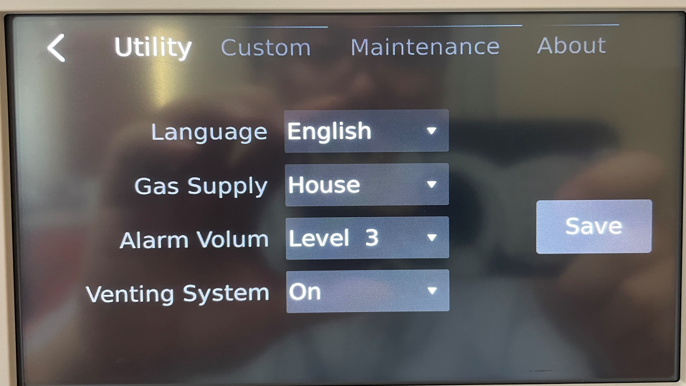 Utility Custom Maintenance About
Language English
Gas Supply House
Alarm Volum Level 3
Save
Venting System On